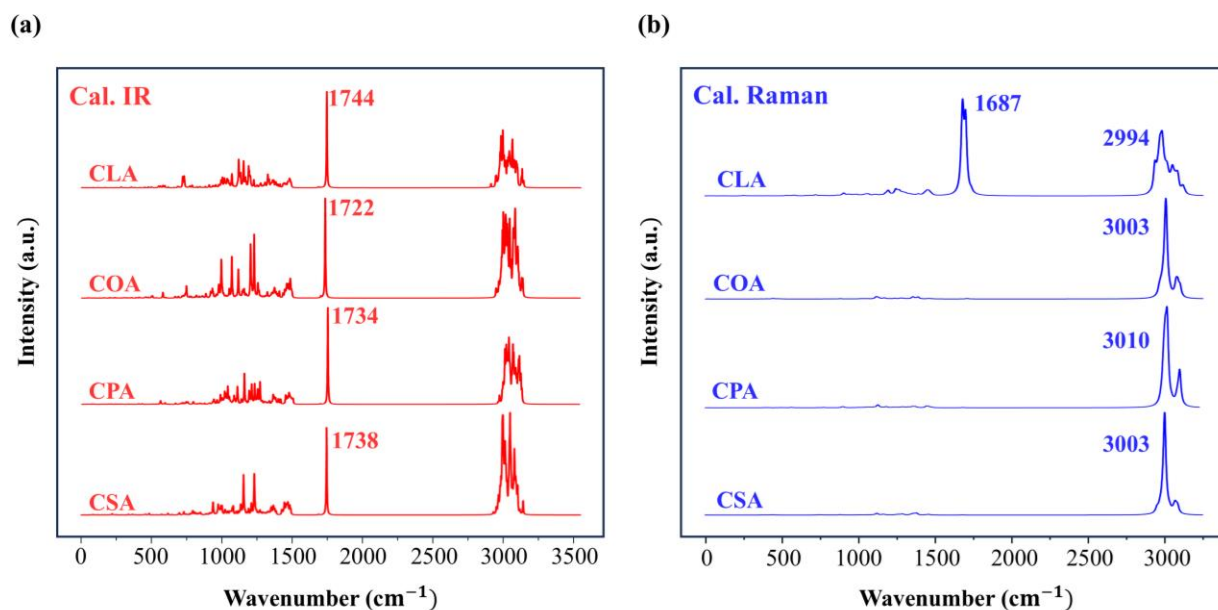 (a)
Cal. IR
1744
CLA
1722
COA
1734
CPA
1738
CSA
Intensity (a.u.)
0 500 1000 1500 2000 2500 3000 3500
Wavenumber (cm⁻¹)
(b)
Cal. Raman
1687
2994
CLA
3003
COA
3010
CPA
3003
CSA
Intensity (a.u.)
0 500 1000 1500 2000 2500 3000
Wavenumber (cm⁻¹)